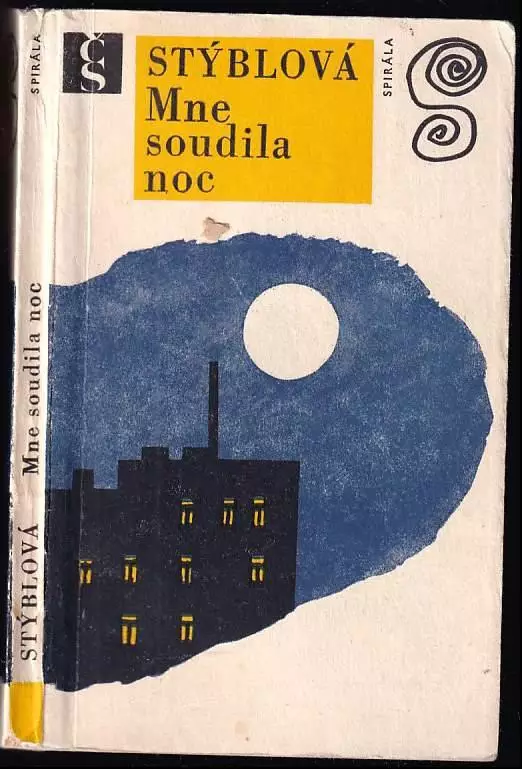 STÝBLOVÁ
Mne
soudila
noc
SPIRÁLA
ČS
SPIRÁLA
Mne soudila noc
STÝBLOVÁ